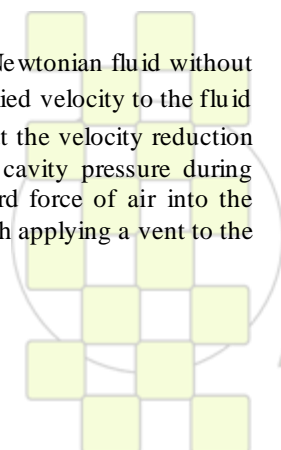 Newtonian fluid without
ied velocity to the fluid
t the velocity reduction
cavity pressure during
rd force of air into the
h applying a vent to the